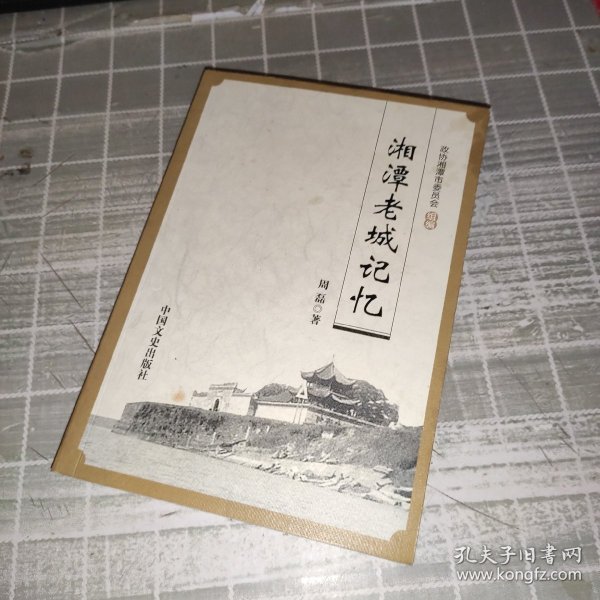 政协湘潭市委员会 组编
湘潭老城记忆
周磊◎著
中国文史出版社
孔夫子旧书网
www.kongfz.com